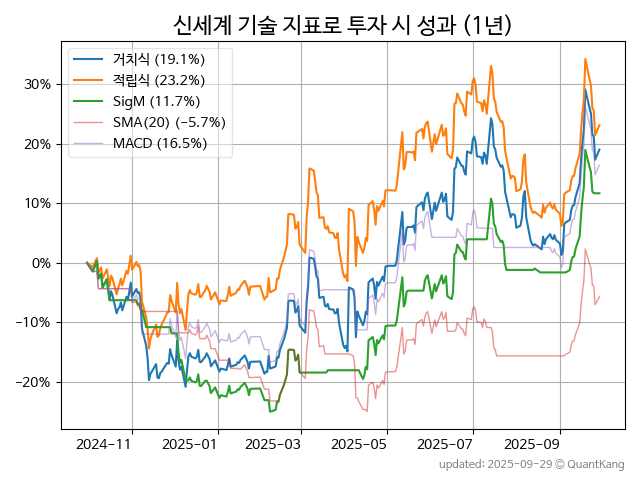 신세계 기술 지표로 투자 시 성과 (1년)
거치식 (19.1%)
적립식 (23.2%)
SigM (11.7%)
SMA(20) (−5.7%)
MACD (16.5%)
30%
20%
10%
0%
−10%
−20%
2024-11 2025-01 2025-03 2025-05 2025-07 2025-09
updated: 2025-09-29 © QuantKang